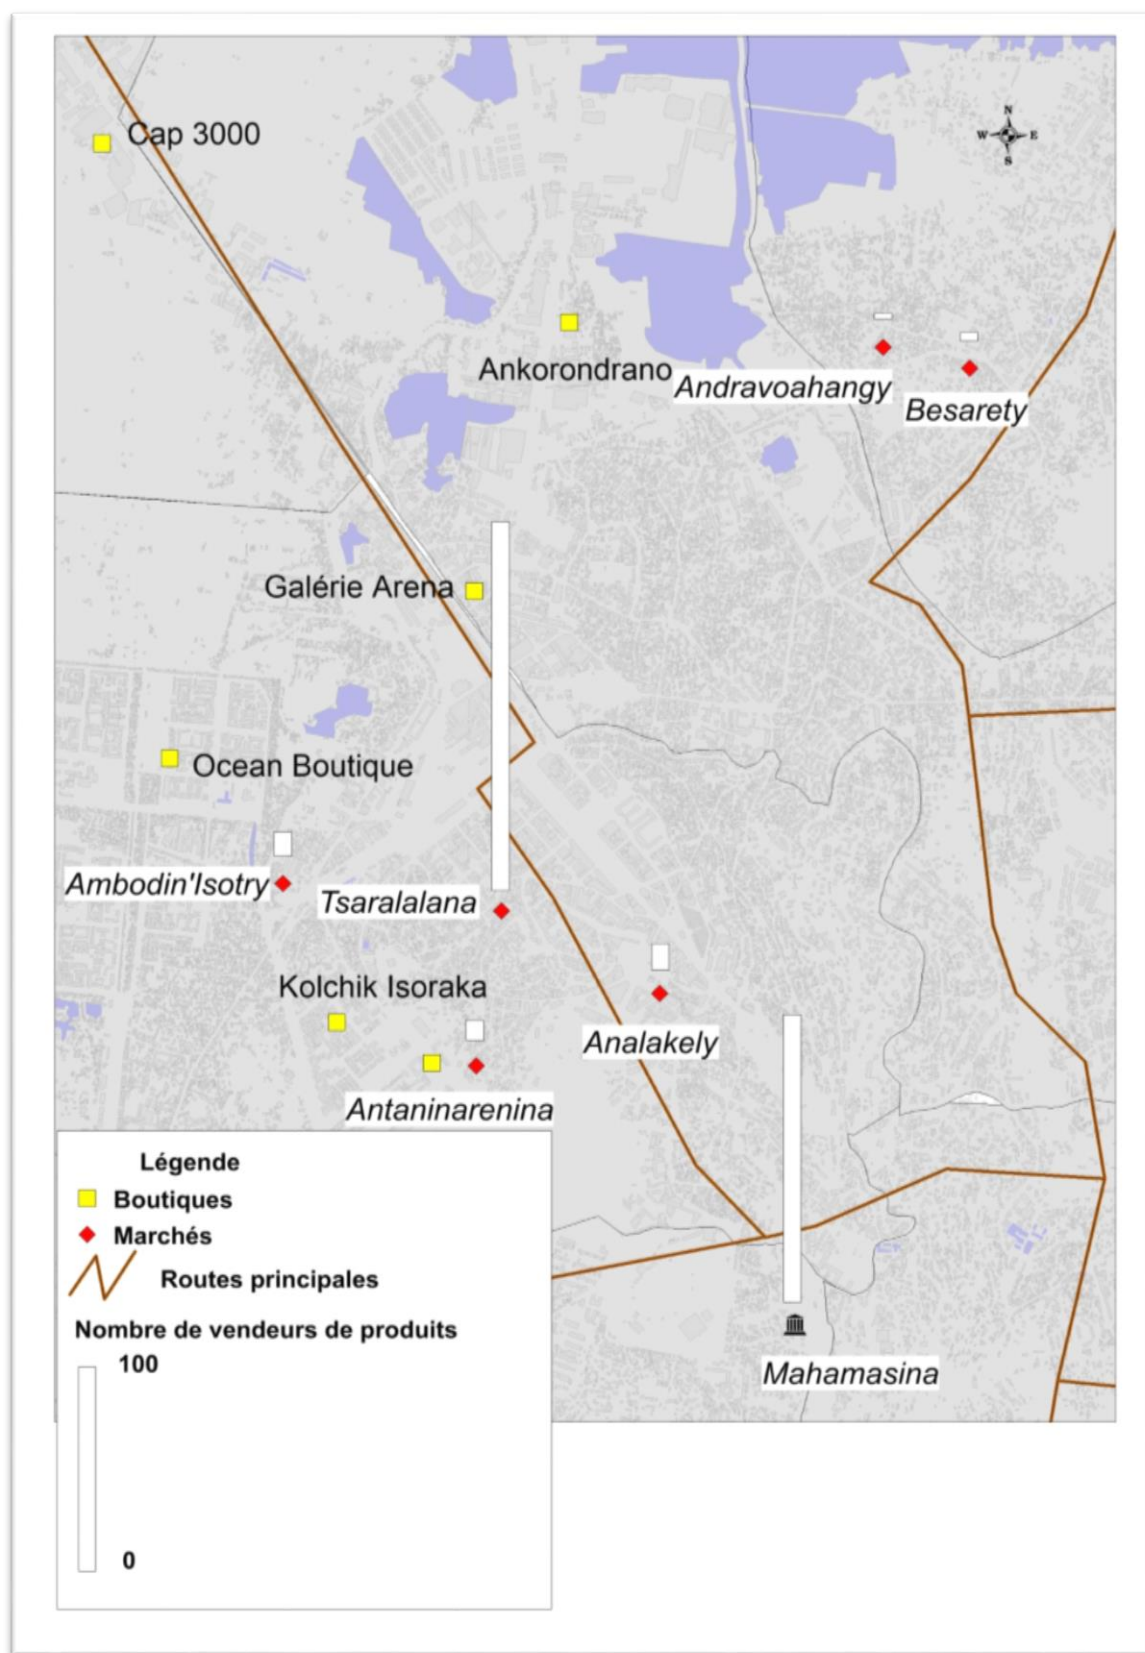 Cap 3000
N
W E
S
Ankorondrano
Andravoahangy
Besarety
Galérie Arena
Ocean Boutique
Ambodin'Isotry
Tsaralalana
Kolchik Isoraka
Analakely
Antaninarenina
Légende
Boutiques
Marchés
Routes principales
Nombre de vendeurs de produits
100
0
Mahamasina